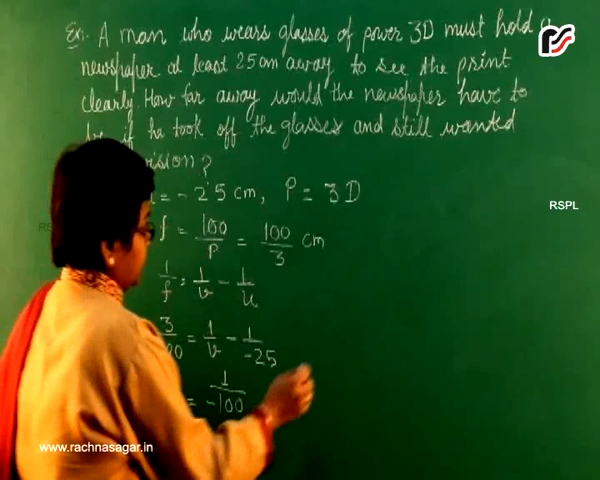 Ex:- A man who wears glasses of power 3D must hold a
newspaper at least 25cm away to see the print
clearly. How far away would the newspaper have to
be if he took off the glasses and still wanted
vision?
= -25 cm, P = 3 D
RSPL
f = 100/P = 100/3 cm
1/f = 1/v - 1/u
3/100 = 1/v - 1/-25
= 1/-100
www.rachnasagar.in